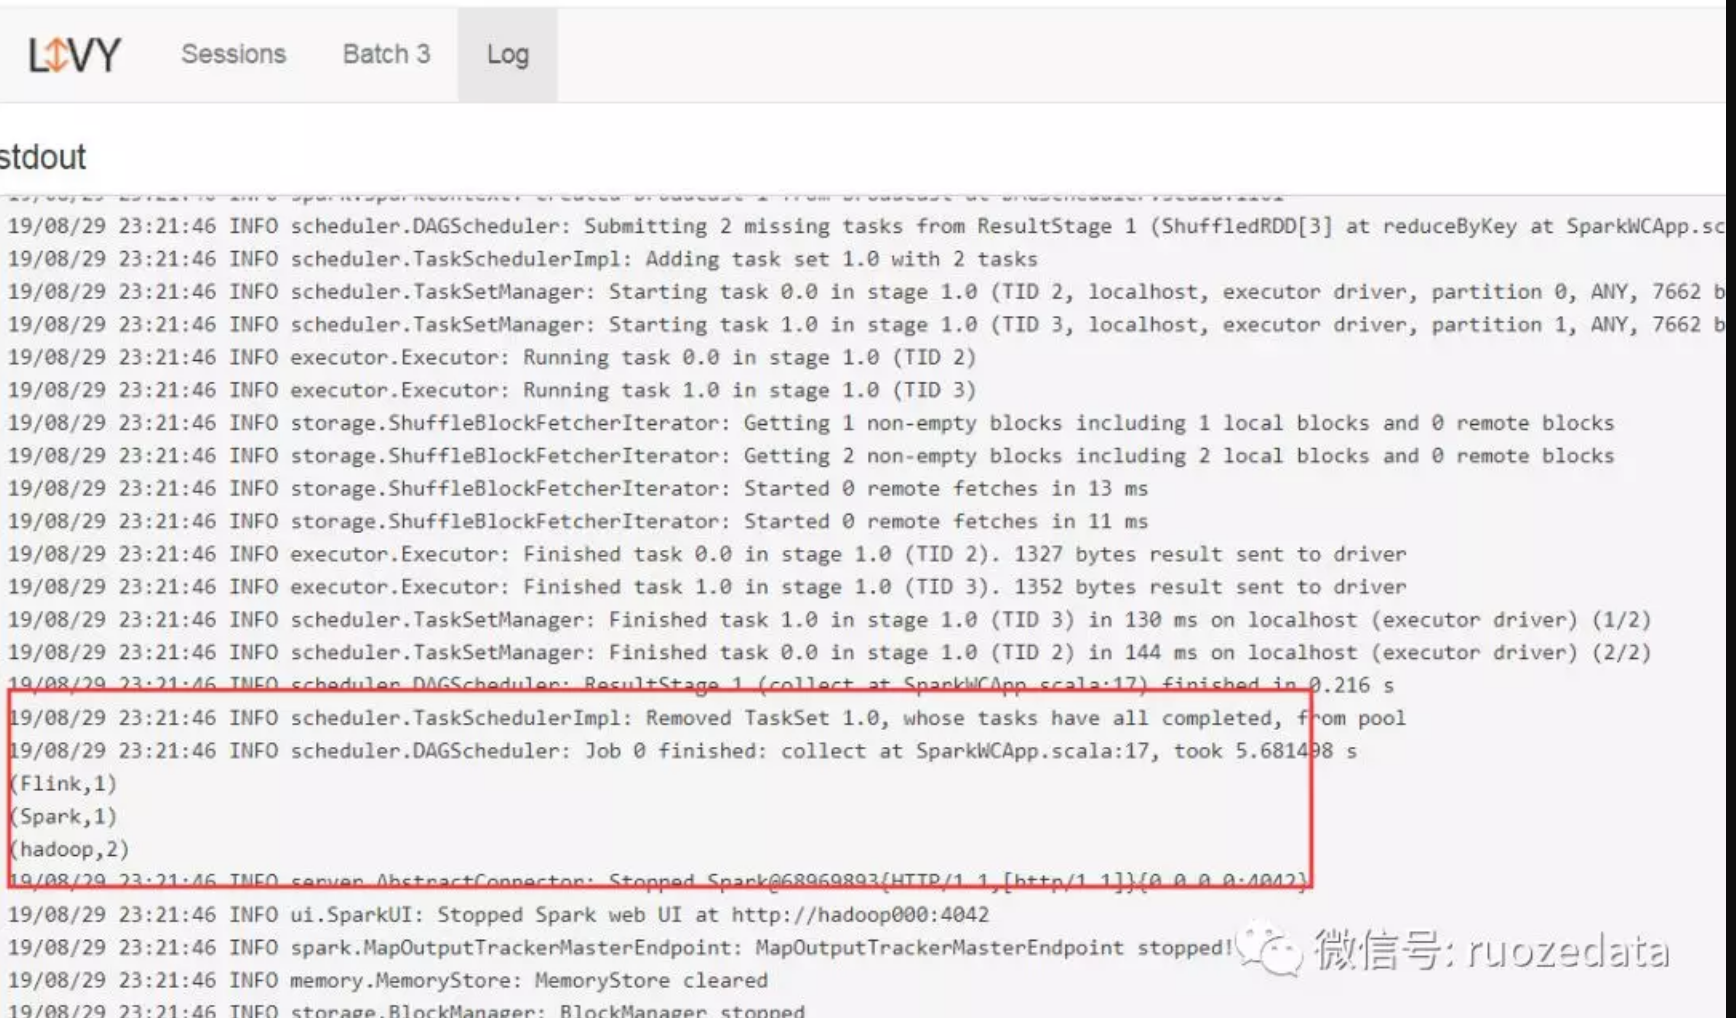 LIVY Sessions Batch 3 Log
stdout
19/08/29 23:21:46 INFO scheduler.DAGScheduler: Submitting 2 missing tasks from ResultStage 1 (ShuffledRDD[3] at reduceByKey at SparkWCApp.sc
19/08/29 23:21:46 INFO scheduler.TaskSchedulerImpl: Adding task set 1.0 with 2 tasks
19/08/29 23:21:46 INFO scheduler.TaskSetManager: Starting task 0.0 in stage 1.0 (TID 2, localhost, executor driver, partition 0, ANY, 7662 b
19/08/29 23:21:46 INFO scheduler.TaskSetManager: Starting task 1.0 in stage 1.0 (TID 3, localhost, executor driver, partition 1, ANY, 7662 b
19/08/29 23:21:46 INFO executor.Executor: Running task 0.0 in stage 1.0 (TID 2)
19/08/29 23:21:46 INFO executor.Executor: Running task 1.0 in stage 1.0 (TID 3)
19/08/29 23:21:46 INFO storage.ShuffleBlockFetcherIterator: Getting 1 non-empty blocks including 1 local blocks and 0 remote blocks
19/08/29 23:21:46 INFO storage.ShuffleBlockFetcherIterator: Getting 2 non-empty blocks including 2 local blocks and 0 remote blocks
19/08/29 23:21:46 INFO storage.ShuffleBlockFetcherIterator: Started 0 remote fetches in 13 ms
19/08/29 23:21:46 INFO storage.ShuffleBlockFetcherIterator: Started 0 remote fetches in 11 ms
19/08/29 23:21:46 INFO executor.Executor: Finished task 0.0 in stage 1.0 (TID 2). 1327 bytes result sent to driver
19/08/29 23:21:46 INFO executor.Executor: Finished task 1.0 in stage 1.0 (TID 3). 1352 bytes result sent to driver
19/08/29 23:21:46 INFO scheduler.TaskSetManager: Finished task 1.0 in stage 1.0 (TID 3) in 130 ms on localhost (executor driver) (1/2)
19/08/29 23:21:46 INFO scheduler.TaskSetManager: Finished task 0.0 in stage 1.0 (TID 2) in 144 ms on localhost (executor driver) (2/2)
19/08/29 23:21:46 INFO scheduler.DAGScheduler: ResultStage 1 (collect at SparkWCApp.scala:17) finished in 0.216 s
19/08/29 23:21:46 INFO scheduler.TaskSchedulerImpl: Removed TaskSet 1.0, whose tasks have all completed, from pool
19/08/29 23:21:46 INFO scheduler.DAGScheduler: Job 0 finished: collect at SparkWCApp.scala:17, took 5.681498 s
(Flink,1)
(Spark,1)
(hadoop,2)
19/08/29 23:21:46 INFO server.AbstractConnector: Stopped Spark@68969893{HTTP/1.1,[http/1.1]}{0.0.0.0:4042}
19/08/29 23:21:46 INFO ui.SparkUI: Stopped Spark web UI at http://hadoop000:4042
19/08/29 23:21:46 INFO spark.MapOutputTrackerMasterEndpoint: MapOutputTrackerMasterEndpoint stopped!
微信号: ruozedata
19/08/29 23:21:46 INFO memory.MemoryStore: MemoryStore cleared
19/08/29 23:21:46 INFO storage.BlockManager: BlockManager stopped